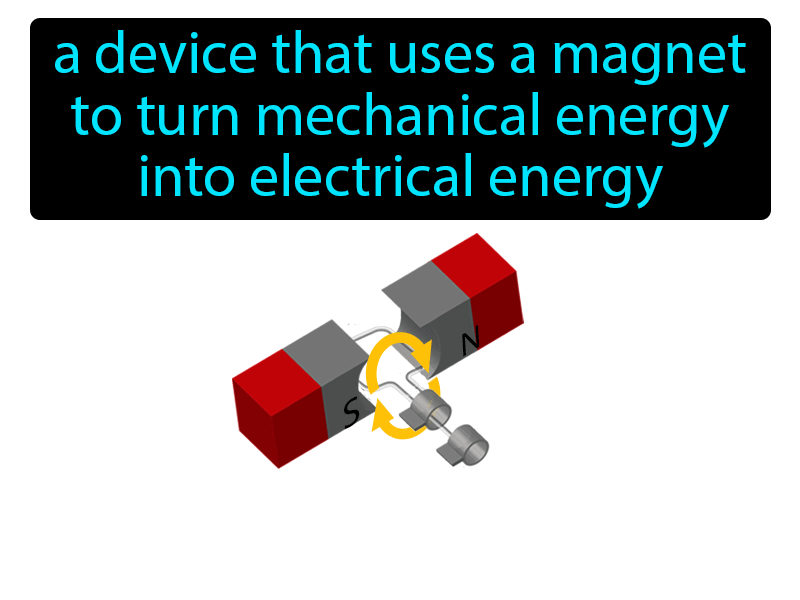 a device that uses a magnet
to turn mechanical energy
into electrical energy
N
S